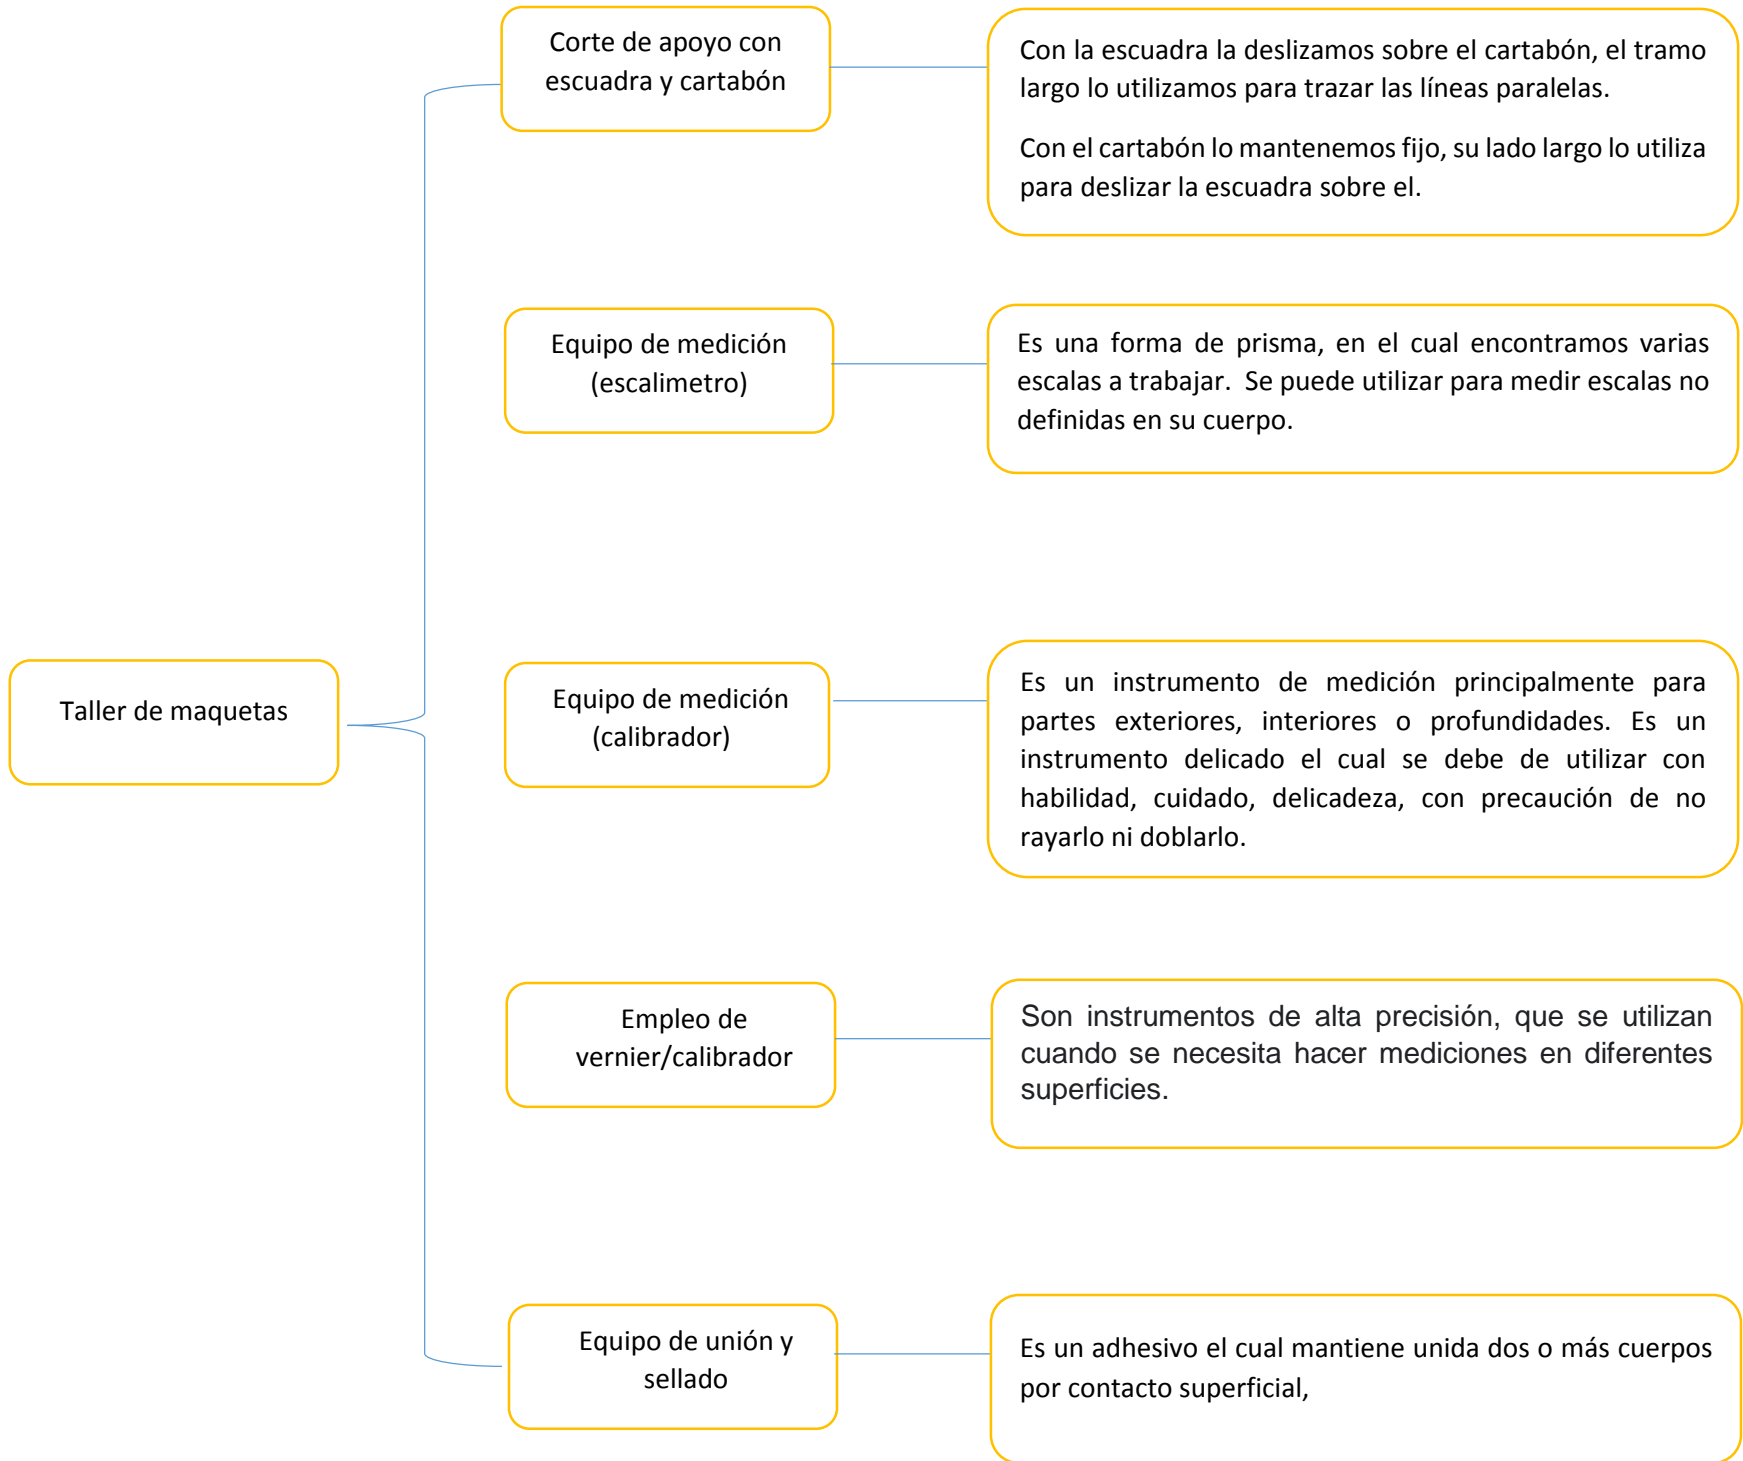 Corte de apoyo con
escuadra y cartabón
Con la escuadra la deslizamos sobre el cartabón, el tramo
largo lo utilizamos para trazar las líneas paralelas.
Con el cartabón lo mantenemos fijo, su lado largo lo utiliza
para deslizar la escuadra sobre el.
Equipo de medición
(escalimetro)
Es una forma de prisma, en el cual encontramos varias
escalas a trabajar. Se puede utilizar para medir escalas no
definidas en su cuerpo.
Taller de maquetas
Equipo de medición
(calibrador)
Es un instrumento de medición principalmente para
partes exteriores, interiores o profundidades. Es un
instrumento delicado el cual se debe de utilizar con
habilidad, cuidado, delicadeza, con precaución de no
rayarlo ni doblarlo.
Empleo de
vernier/calibrador
Son instrumentos de alta precisión, que se utilizan
cuando se necesita hacer mediciones en diferentes
superficies.
Equipo de unión y
sellado
Es un adhesivo el cual mantiene unida dos o más cuerpos
por contacto superficial,